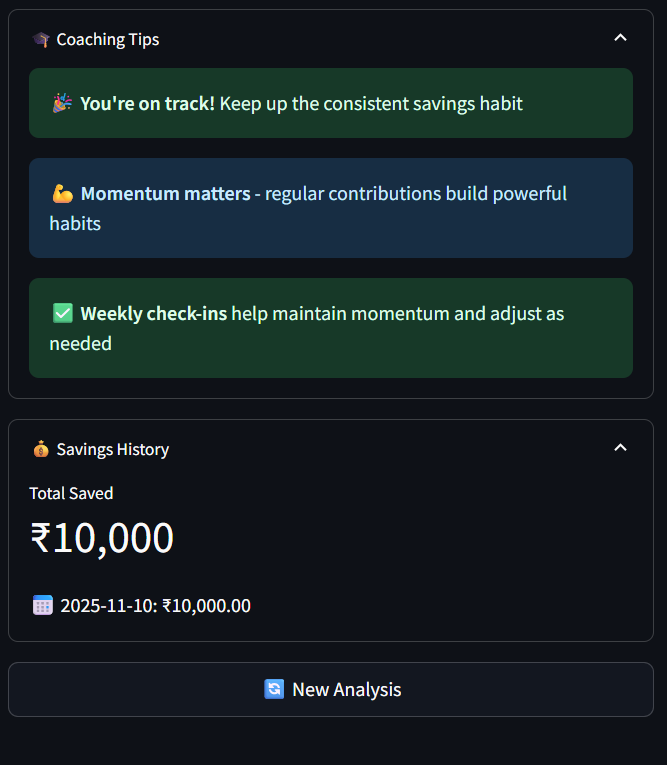 🎓 Coaching Tips
🎉 You're on track! Keep up the consistent savings habit
💪 Momentum matters - regular contributions build powerful
habits
✅ Weekly check-ins help maintain momentum and adjust as
needed
💰 Savings History
Total Saved
₹10,000
📅 2025-11-10: ₹10,000.00
🔄 New Analysis